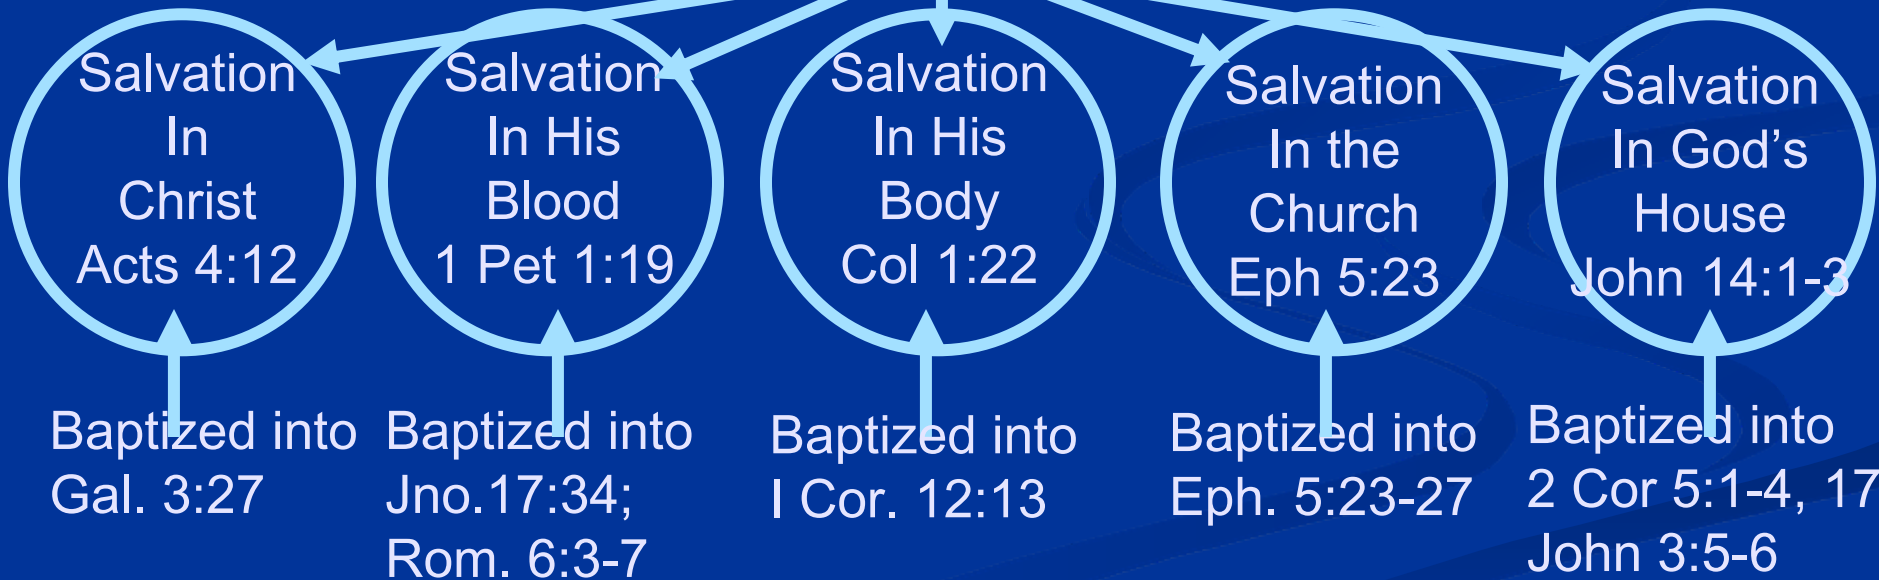 Salvation
In
Christ
Acts 4:12
Salvation
In His
Blood
1 Pet 1:19
Salvation
In His
Body
Col 1:22
Salvation
In the
Church
Eph 5:23
Salvation
In God’s
House
John 14:1-3
Baptized into
Gal. 3:27
Baptized into
Jno.17:34;
Rom. 6:3-7
Baptized into
I Cor. 12:13
Baptized into
Eph. 5:23-27
Baptized into
2 Cor 5:1-4, 17
John 3:5-6